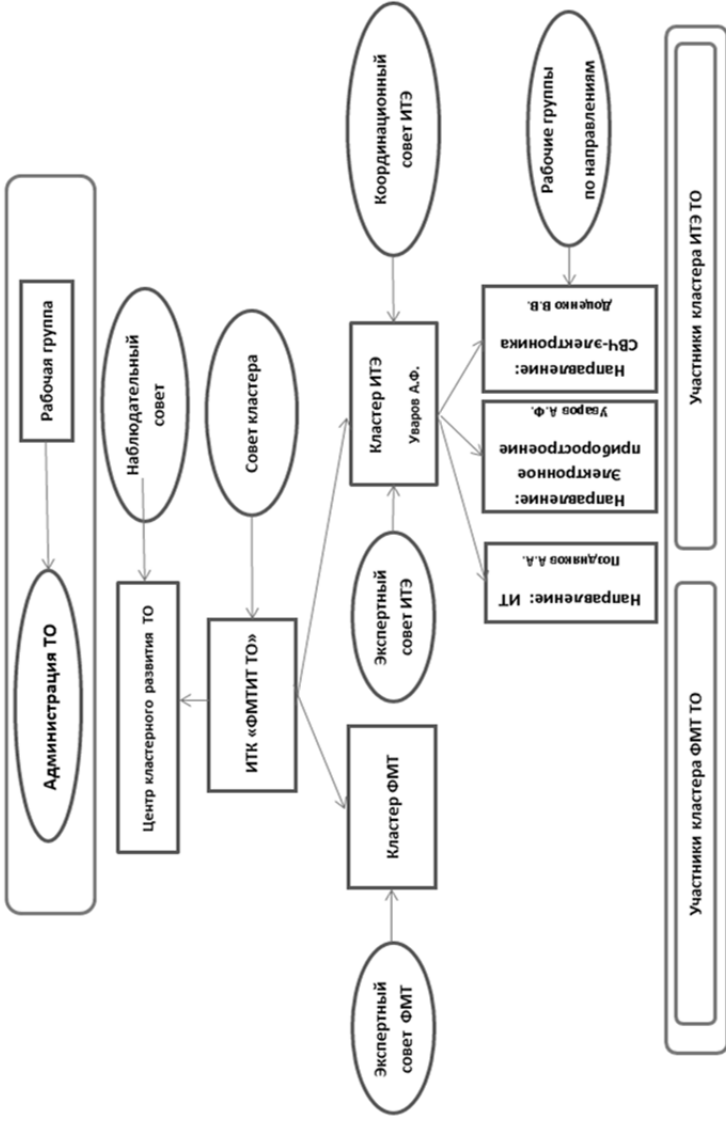 Администрация ТО
Рабочая группа
Центр кластерного развития ТО
Наблюдательный
совет
ИТК «ФМТИТ ТО»
Совет кластера
Экспертный
совет ФМТ
Кластер ФМТ
Экспертный
совет ИТЭ
Кластер ИТЭ
Уваров А.Ф.
Координационный
совет ИТЭ
Направление: ИТ
Поздняков А.А.
Направление:
Электронное
приборостроение
Уваров А.Ф.
Направление:
СВЧ-электроника
Доценко В.В.
Рабочие группы
по направлениям
Участники кластера ФМТ ТО
Участники кластера ИТЭ ТО